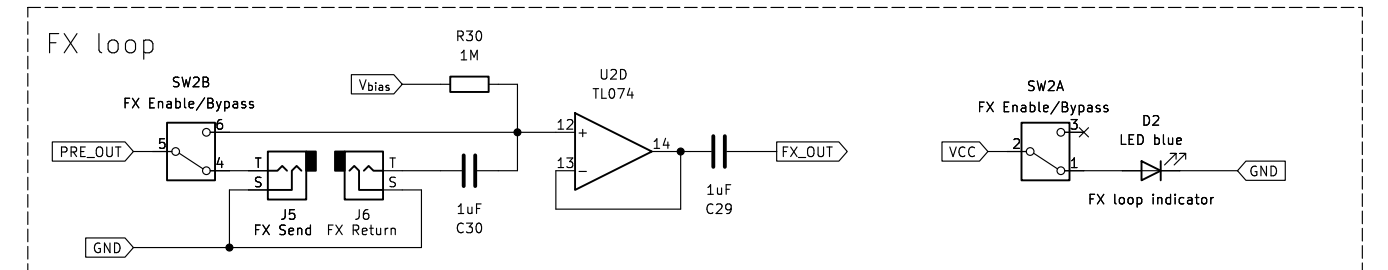 FX loop
R30
1M
Vbias
SW2B
FX Enable/Bypass
PRE_OUT
5
6
4
T
S
J5
FX Send
T
S
J6
FX Return
1uF
C30
GND
U2D
TL074
12
+
13
−
14
1uF
C29
FX_OUT
SW2A
FX Enable/Bypass
VCC
2
3
1
D2
LED blue
GND
FX loop indicator